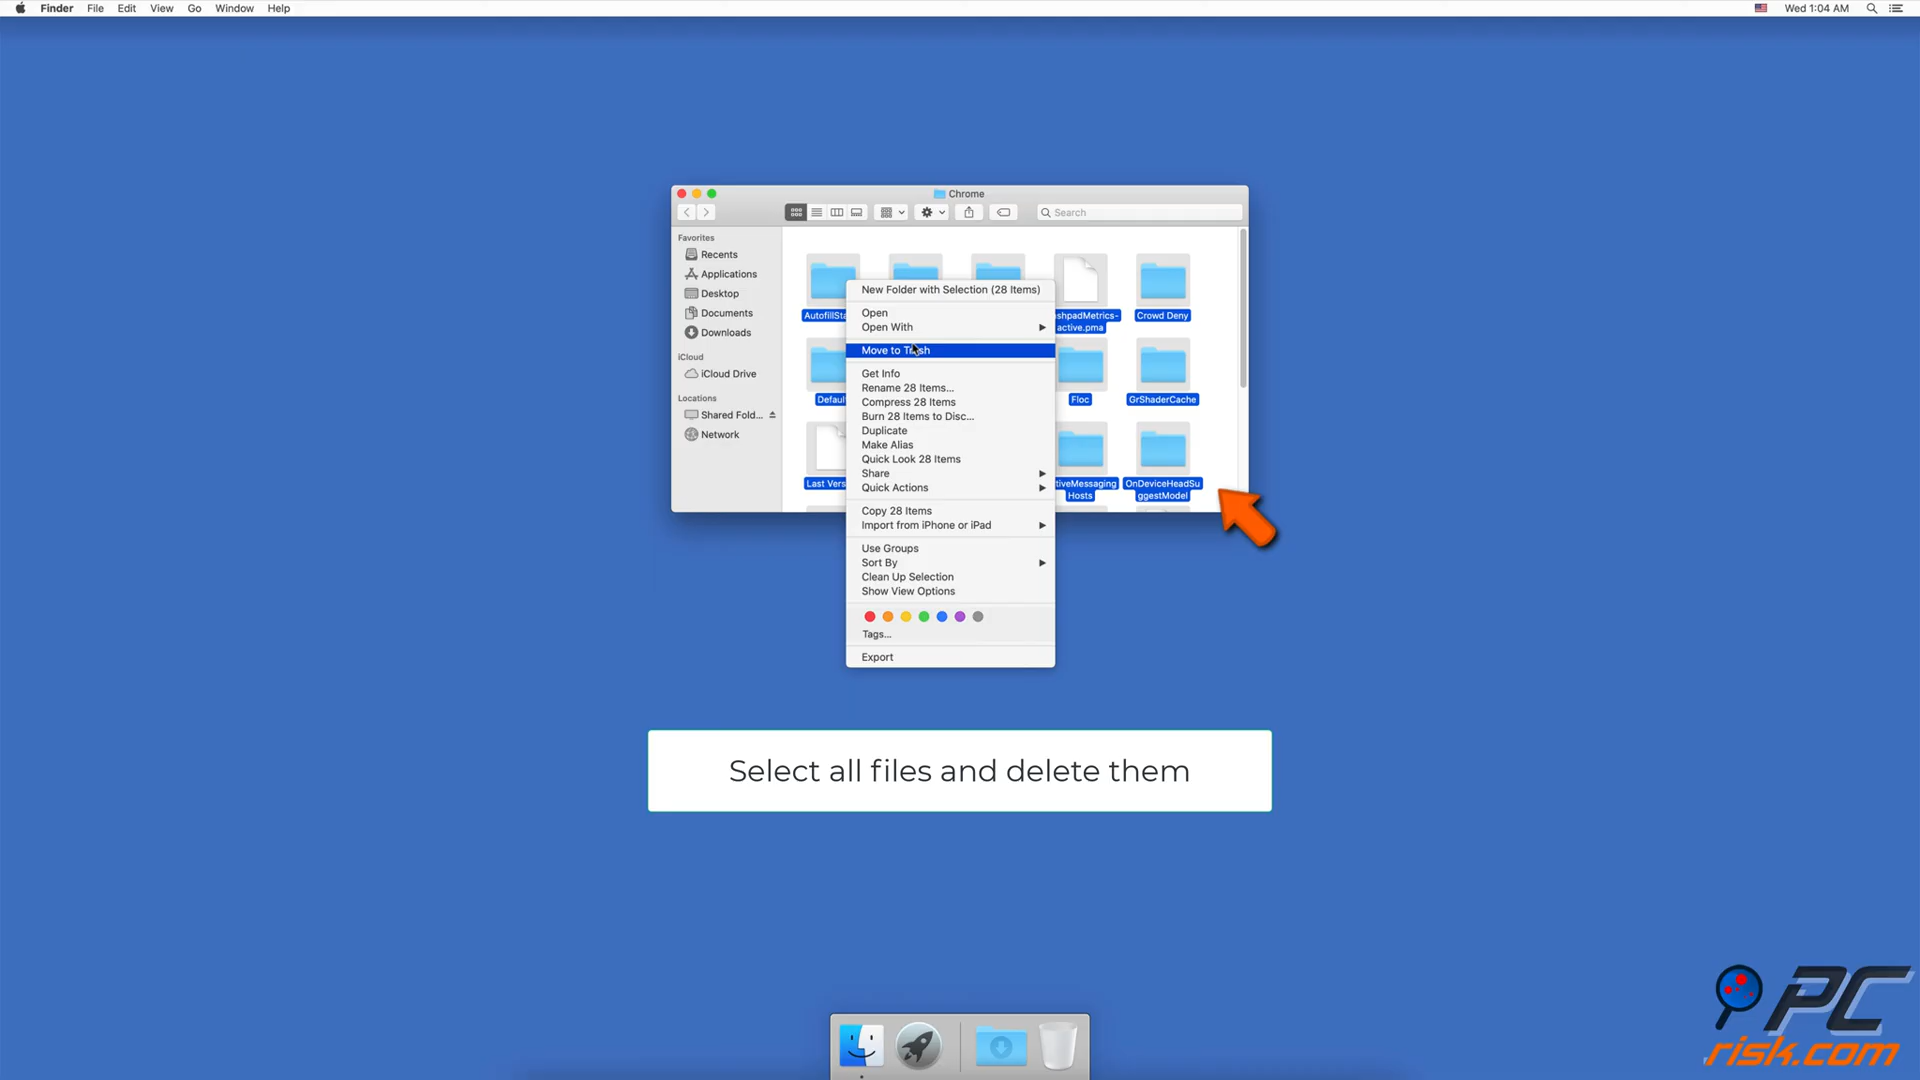 Finder File Edit View Go Window Help
Wed 1:04 AM
Chrome
Search
Favorites
Recents
Applications
Desktop
Documents
Downloads
iCloud
iCloud Drive
Locations
Shared Fold...
Network
AutofillSta
shpadMetrics-
active.pma
Crowd Deny
Defaul
Floc
GrShaderCache
Last Vers
tiveMessaging
Hosts
OnDeviceHeadSu
ggestModel
New Folder with Selection (28 Items)
Open
Open With
Move to Trash
Get Info
Rename 28 Items...
Compress 28 Items
Burn 28 Items to Disc...
Duplicate
Make Alias
Quick Look 28 Items
Share
Quick Actions
Copy 28 Items
Import from iPhone or iPad
Use Groups
Sort By
Clean Up Selection
Show View Options
Tags...
Export
Select all files and delete them
PC
risk.com